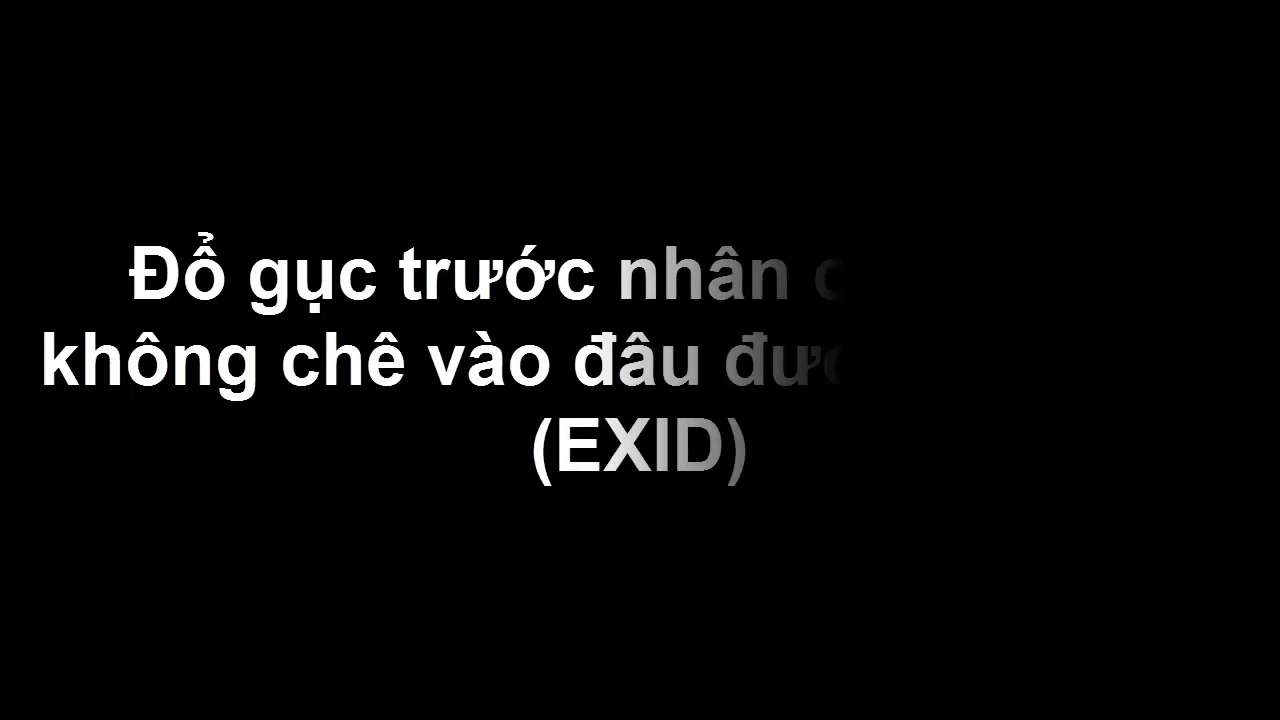 Đổ gục trước nhân
không chê vào đâu
(EXID)